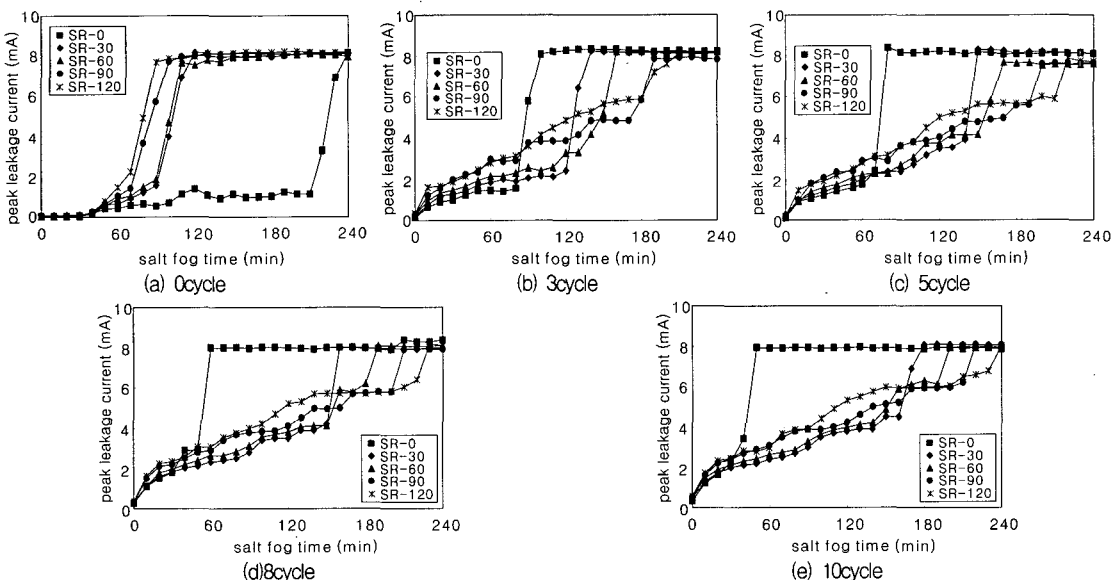 peak leakage current (mA)
10
8
6
4
2
0
SR-0
SR-30
SR-60
SR-90
SR-120
0 60 120 180 240
salt fog time (min)
(a) 0cycle
peak leakage current (mA)
10
8
6
4
2
0
SR-0
SR-30
SR-60
SR-90
SR-120
0 60 120 180 240
salt fog time (min)
(b) 3cycle
peak leakage current (mA)
10
8
6
4
2
0
SR-0
SR-30
SR-60
SR-90
SR-120
0 60 120 180 240
salt fog time (min)
(c) 5cycle
peak leakage current (mA)
10
8
6
4
2
0
SR-0
SR-30
SR-60
SR-90
SR-120
0 60 120 180 240
salt fog time (min)
(d)8cycle
peak leakage current (mA)
10
8
6
4
2
0
SR-0
SR-30
SR-60
SR-90
SR-120
0 60 120 180 240
salt fog time (min)
(e) 10cycle